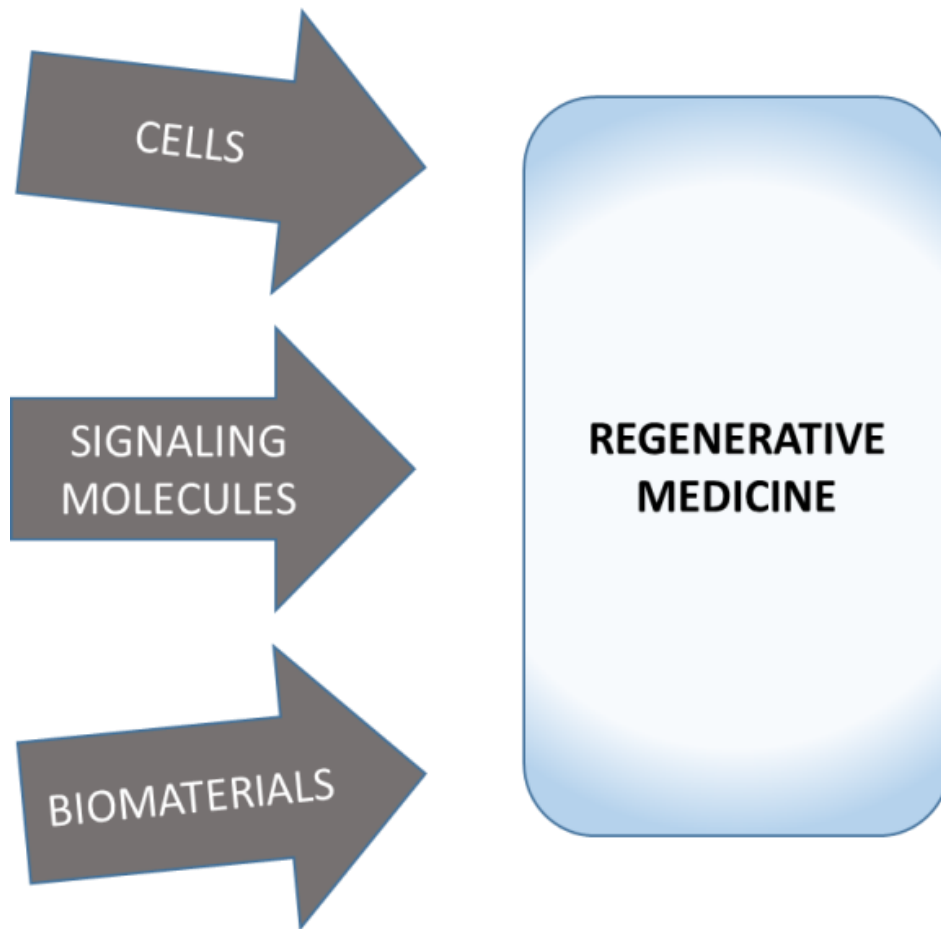 CELLS
SIGNALING
MOLECULES
BIOMATERIALS
REGENERATIVE
MEDICINE